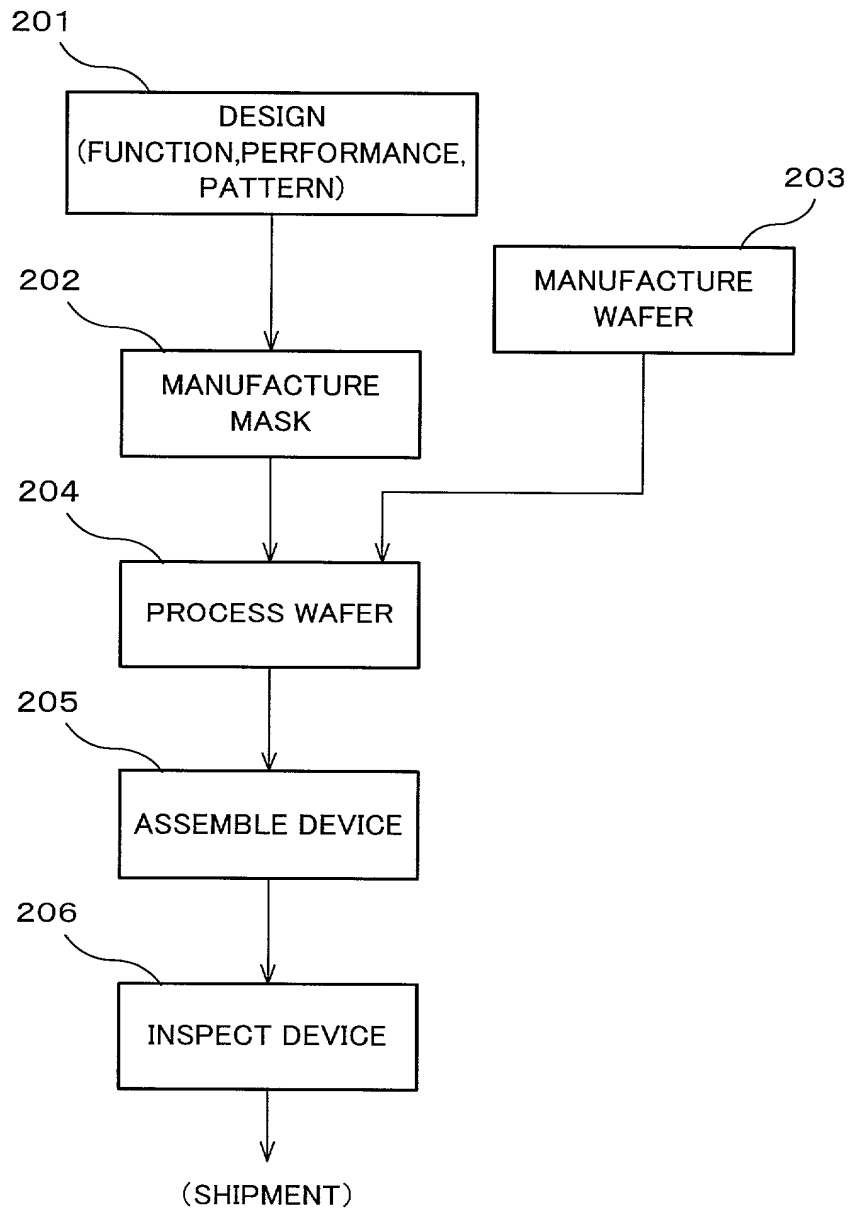 201
DESIGN
(FUNCTION,PERFORMANCE,
PATTERN)
203
MANUFACTURE
WAFER
202
MANUFACTURE
MASK
204
PROCESS WAFER
205
ASSEMBLE DEVICE
206
INSPECT DEVICE
(SHIPMENT)